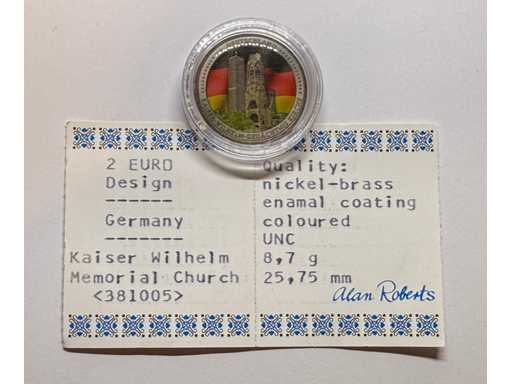 2 EURO
Design
------
Germany
-------
Kaiser Wilhelm
Memorial Church
<381005>
Quality:
nickel-brass
enamal coating
coloured
UNC
8,7 g
25,75 mm
Alan Roberts